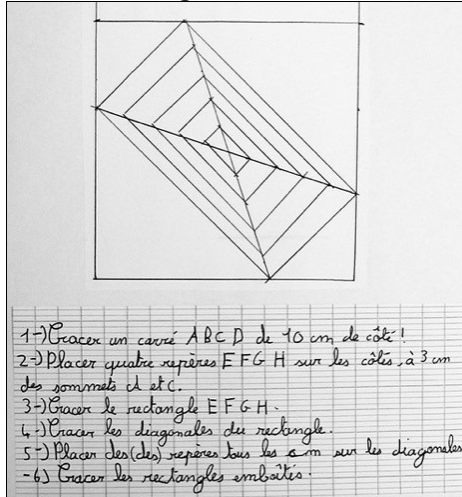 1-) Tracer un carré ABCD de 10 cm de côté!
2-) Placer quatre repères E F G H sur les côtés, à 3 cm
des sommets A et C.
3-) Tracer le rectangle E F G H.
4-) Tracer les diagonales du rectangle.
5-) Placer des (des) repères tous les cm sur les diagonales
-6) Tracer les rectangles emboîtés.